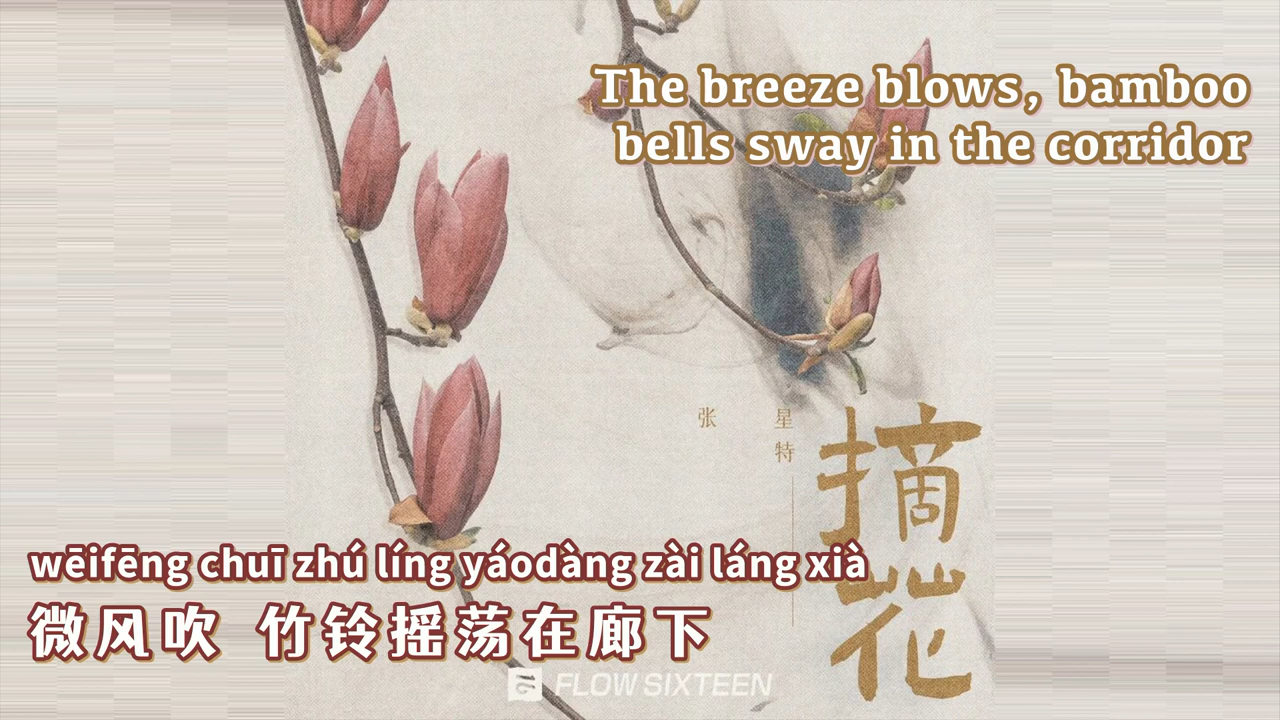 The breeze blows, bamboo
bells sway in the corridor
张
星特
摘花
wēifēng chuī zhú líng yáodàng zài láng xià
微风吹 竹铃摇荡在廊下
16 FLOW SIXTEEN